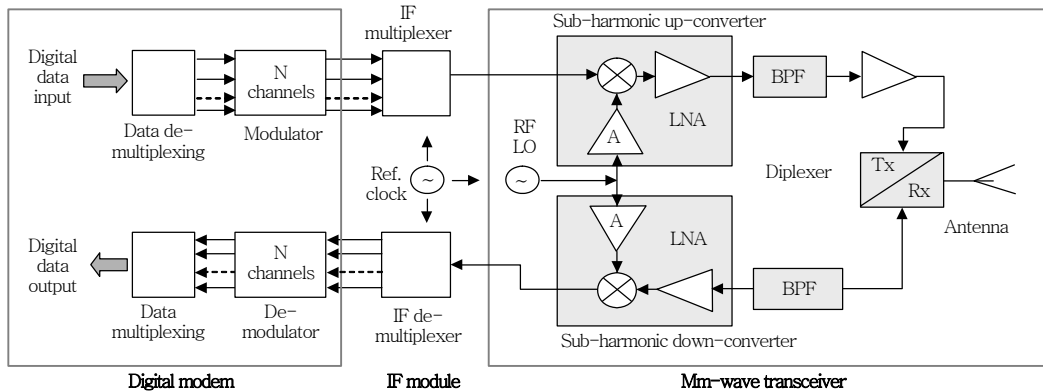 Digital
data
input
Data de-
multiplexing
N
channels
Modulator
IF
multiplexer
Sub-harmonic up-converter
A
LNA
BPF
RF
LO
~
Ref.
clock
~
Diplexer
Tx
Rx
Antenna
Digital
data
output
Data
multiplexing
N
channels
De-
modulator
IF de-
multiplexer
A
LNA
BPF
Sub-harmonic down-converter
Digital modem
IF module
Mm-wave transceiver